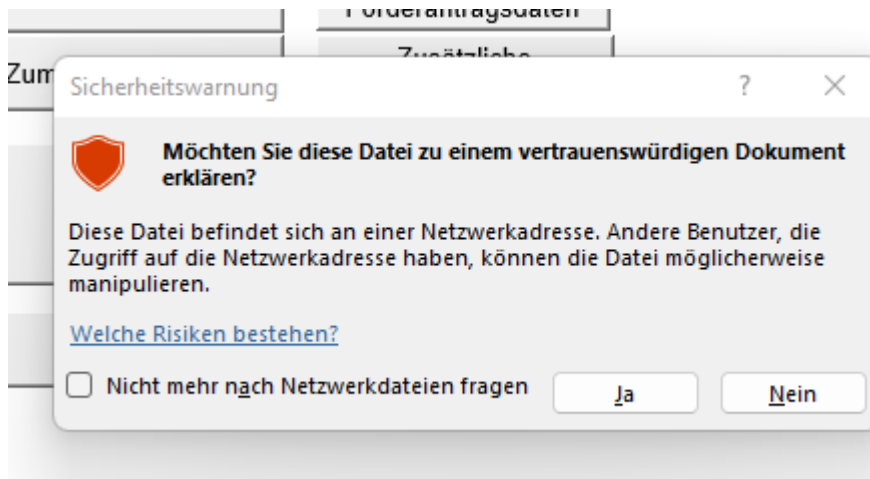 Förderantragsdaten
Zusätzliche
Zum
Sicherheitswarnung
?
Möchten Sie diese Datei zu einem vertrauenswürdigen Dokument
erklären?
Diese Datei befindet sich an einer Netzwerkadresse. Andere Benutzer, die
Zugriff auf die Netzwerkadresse haben, können die Datei möglicherweise
manipulieren.
Welche Risiken bestehen?
Nicht mehr nach Netzwerkdateien fragen
Ja
Nein